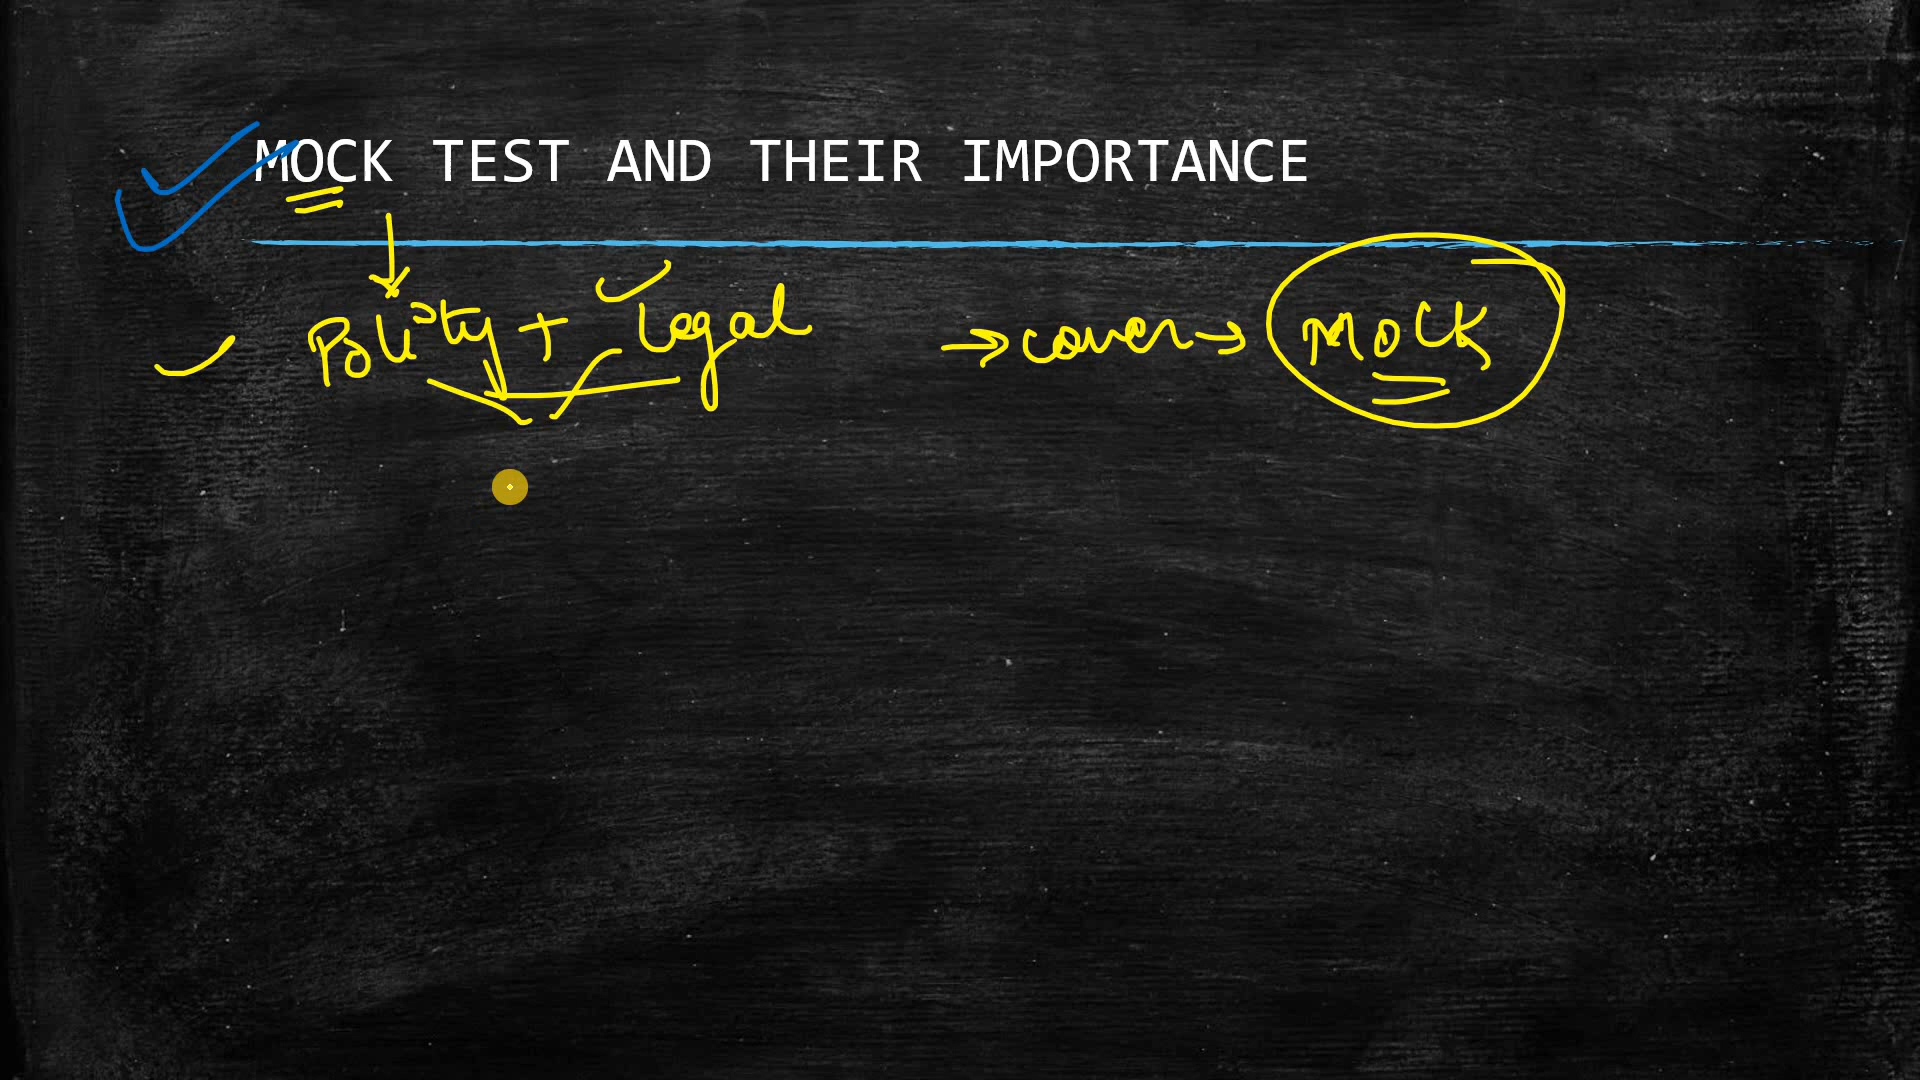 MOCK TEST AND THEIR IMPORTANCE
Polity + legal → cover → MOCK